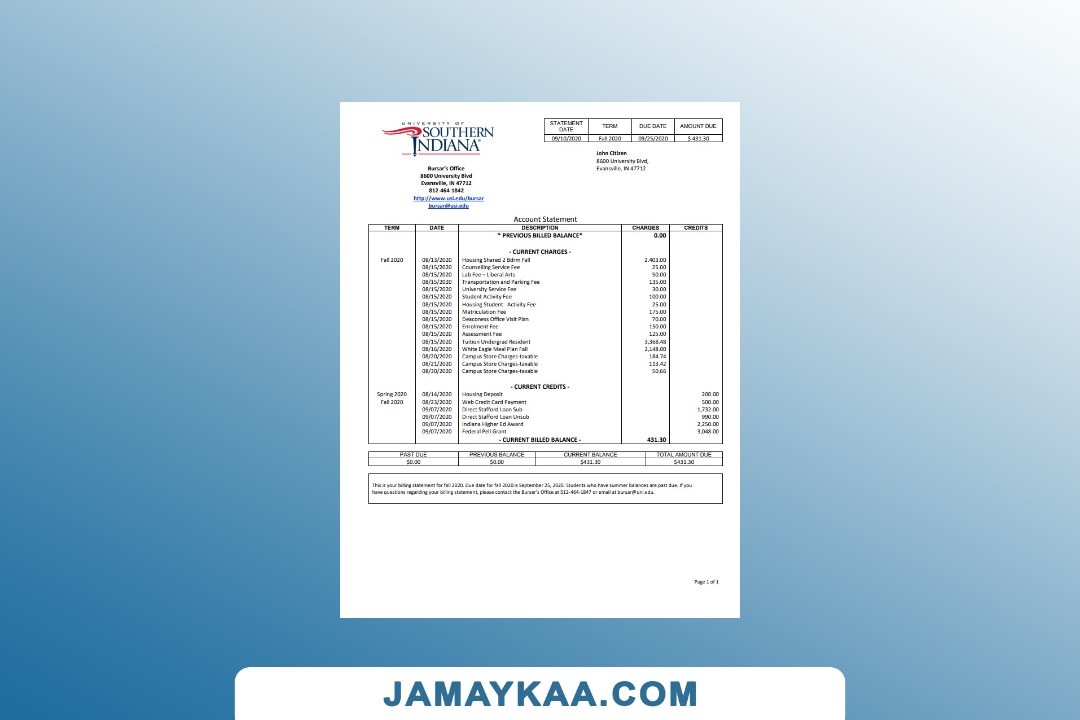 UNIVERSITY OF
SOUTHERN
INDIANA®
STATEMENT DATE TERM DUE DATE AMOUNT DUE
09/10/2020 Fall 2020 09/25/2020 $ 431.30
John Citizen
8600 University Blvd,
Evansville, IN 47712
Bursar's Office
8600 University Blvd
Evansville, IN 47712
812-464-1842
http://www.usi.edu/bursar
bursar@usi.edu
Account Statement
TERM DATE DESCRIPTION CHARGES CREDITS
* PREVIOUS BILLED BALANCE* 0.00
- CURRENT CHARGES -
Fall 2020 08/13/2020 Housing Shared 2 Bdrm Fall 2.403.00
08/15/2020 Counselling Service Fee 25.00
08/15/2020 Lab Fee – Liberal Arts 50.00
08/15/2020 Transportation and Parking Fee 135.00
08/15/2020 University Service Fee 30.00
08/15/2020 Student Activity Fee 100.00
08/15/2020 Housing Student Activity Fee 25.00
08/15/2020 Matriculation Fee 175.00
08/15/2020 Deaconess Office Visit Plan 70.00
08/15/2020 Enrolment Fee 150.00
08/15/2020 Assessment Fee 125.00
08/15/2020 Tuition Undergrad Resident 3,368.48
08/16/2020 White Eagle Meal Plan Fall 2,148.00
08/20/2020 Campus Store Charges-taxable 184.74
08/21/2020 Campus Store Charges-taxable 113.42
08/30/2020 Campus Store Charges-taxable 50.66
- CURRENT CREDITS -
Spring 2020 08/14/2020 Housing Deposit 200.00
Fall 2020 08/23/2020 Web Credit Card Payment 500.00
09/07/2020 Direct Stafford Loan Sub 1,732.00
09/07/2020 Direct Stafford Loan Unsub 990.00
09/07/2020 Indiana Higher Ed Award 2,250.00
09/07/2020 Federal Pell Grant 3,048.00
- CURRENT BILLED BALANCE - 431.30
PAST DUE PREVIOUS BALANCE CURRENT BALANCE TOTAL AMOUNT DUE
$0.00 $0.00 $431.30 $431.30
This is your billing statement for fall 2020. Due date for fall 2020 is September 25, 2020. Students who have summer balances are past due. If you
have questions regarding your billing statement, please contact the Bursar's Office at 512-464-1847 or email at bursar@uni.edu.
Page 1 of 1
JAMAYKAA.COM